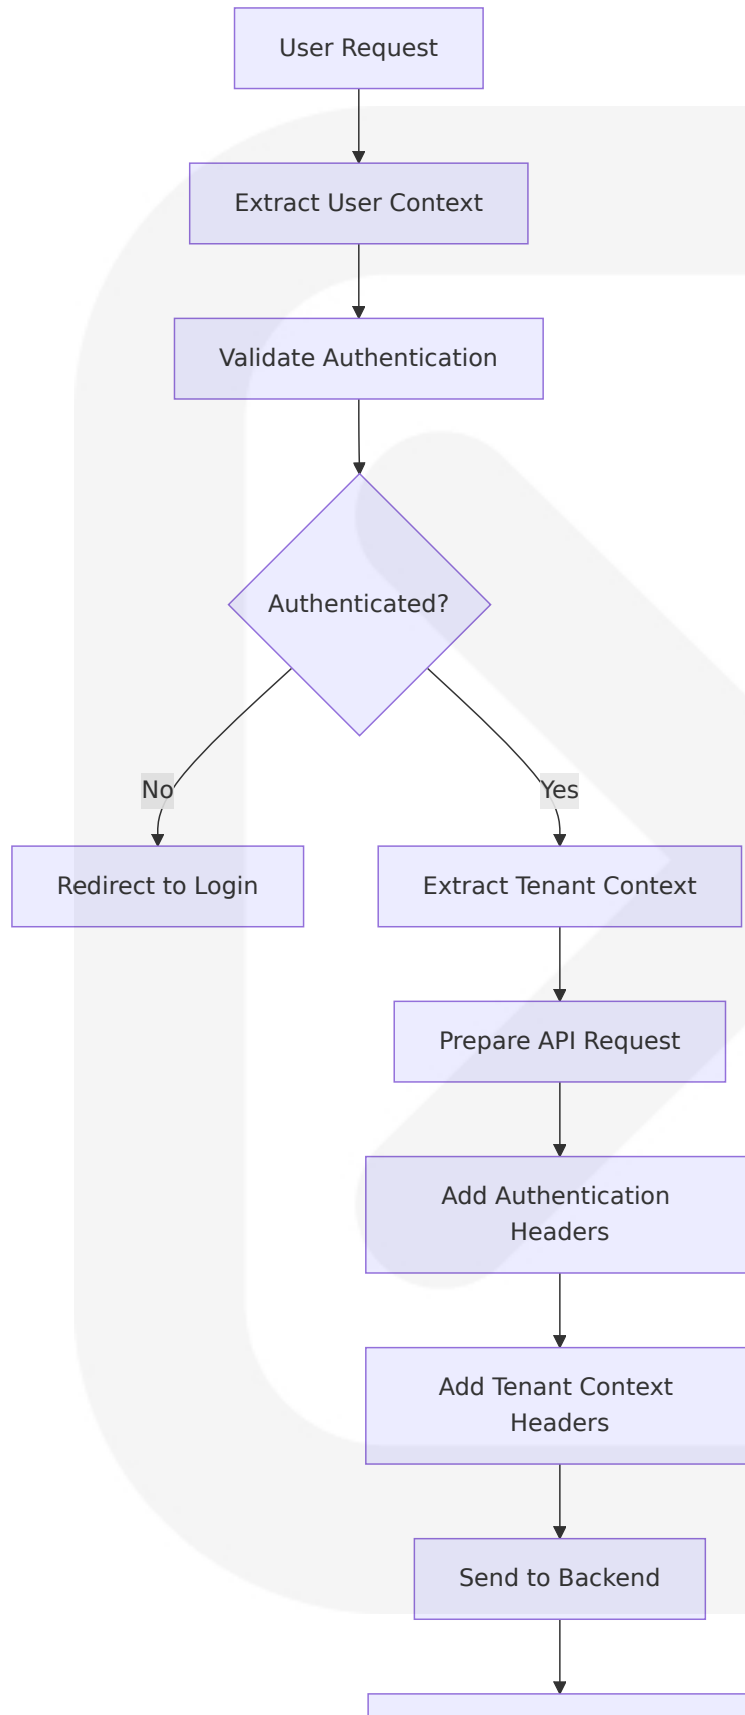 User Request
Extract User Context
Validate Authentication
Authenticated?
No
Yes
Redirect to Login
Extract Tenant Context
Prepare API Request
Add Authentication
Headers
Add Tenant Context
Headers
Send to Backend